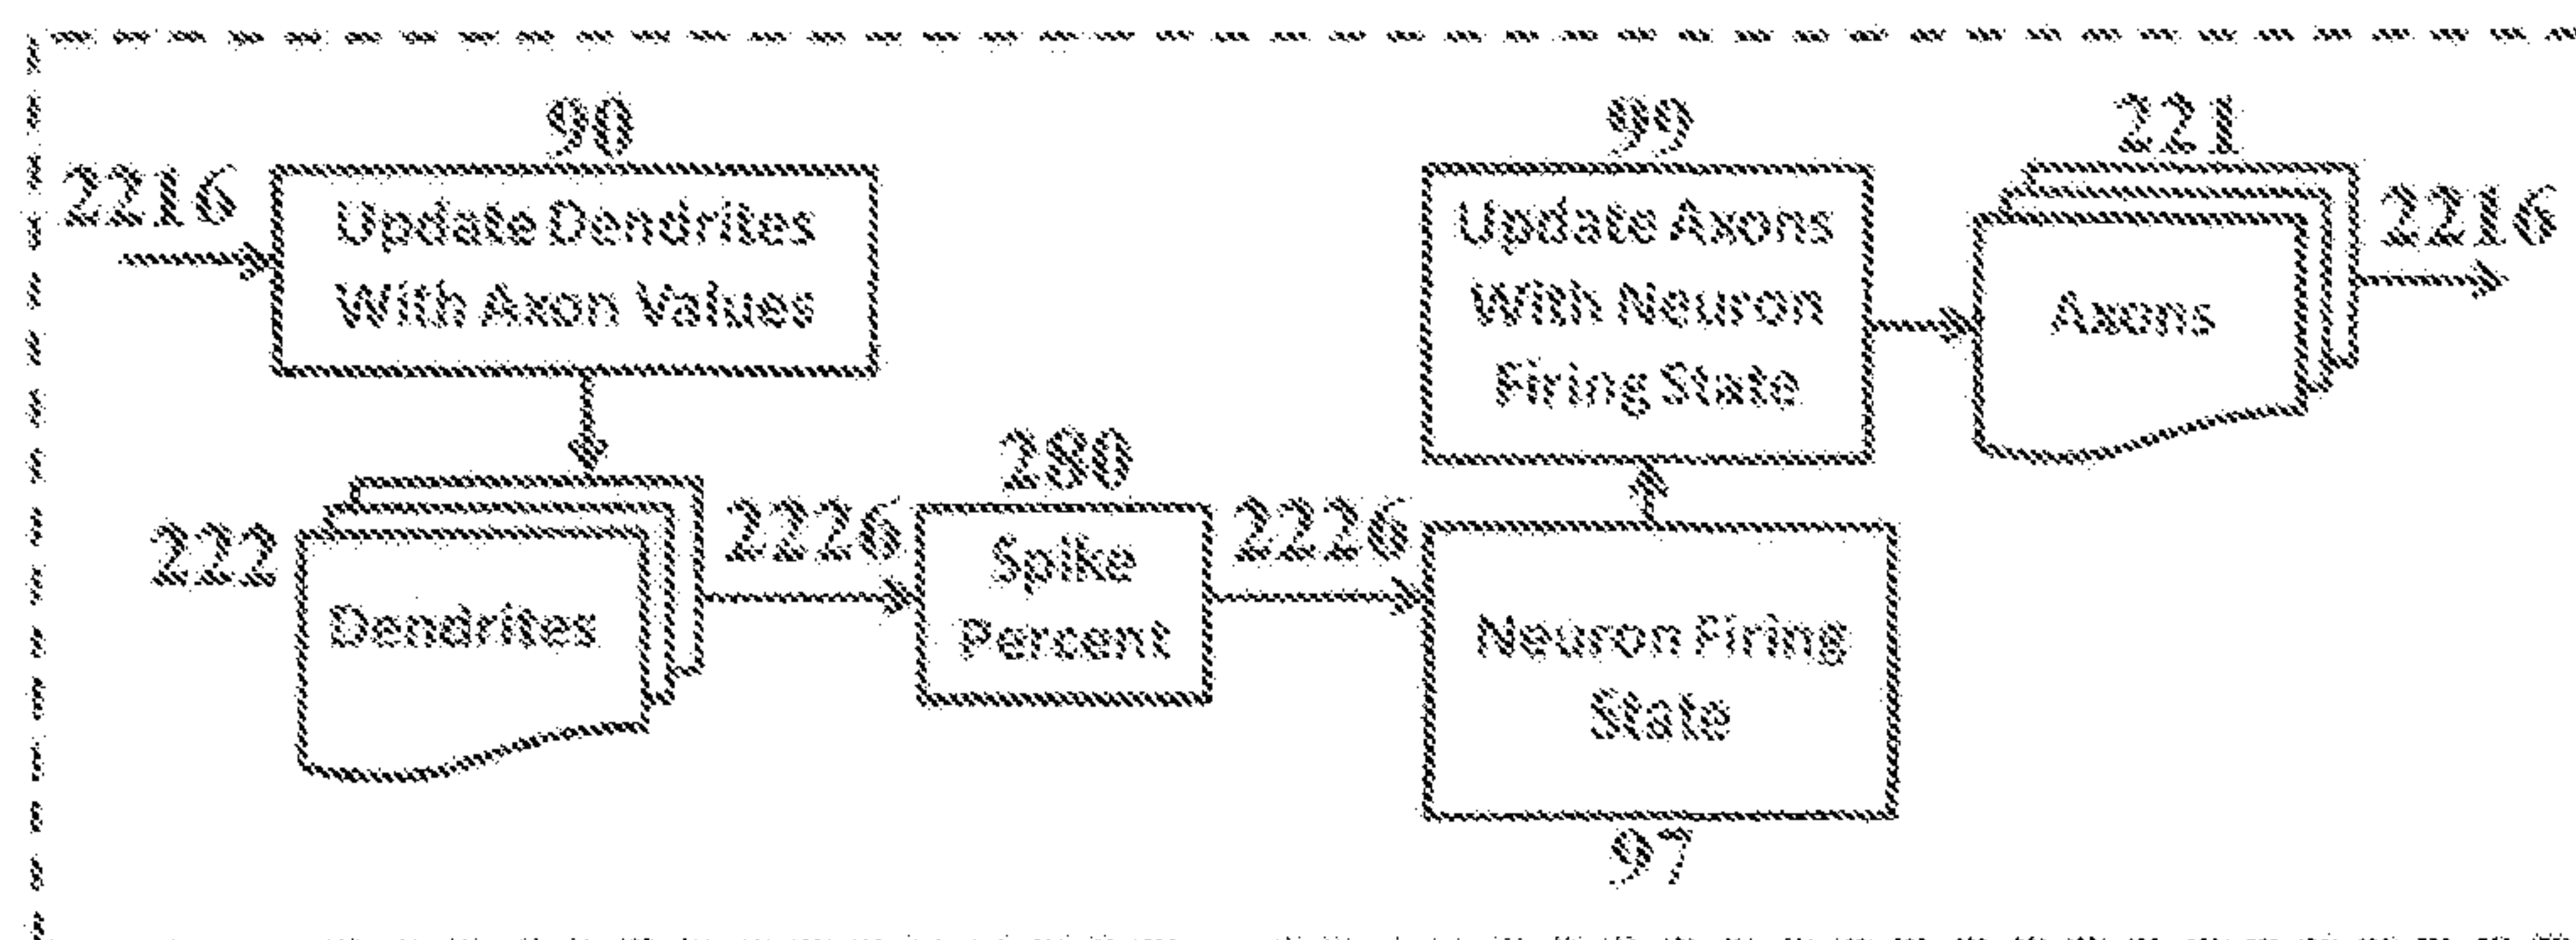 90
2216
Update Dendrites
With Axon Values
222
Dendrites
2226
280
Spike
Percent
2226
99
Update Axons
With Neuron
Firing State
Neuron Firing
State
97
221
Axons
2216